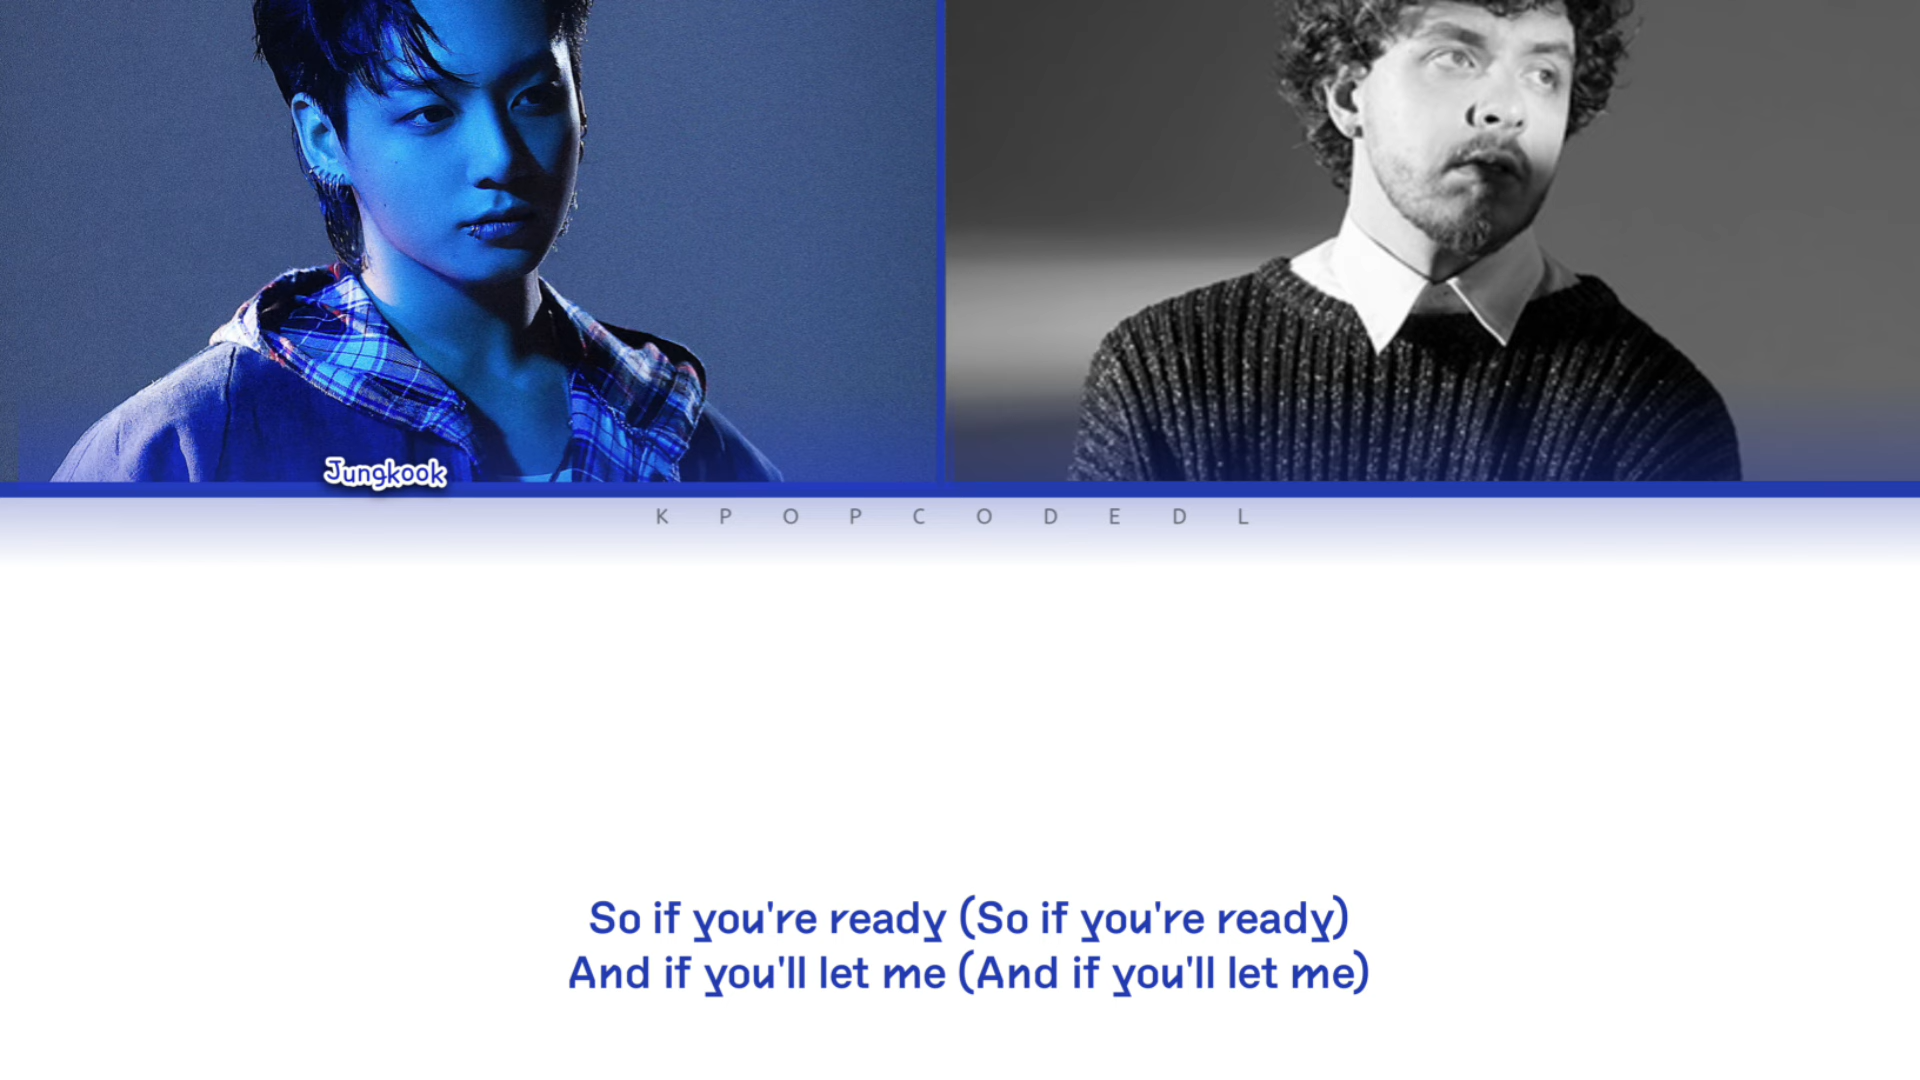 Jungkook
K P O P C O D E D L
So if you're ready (So if you're ready)
And if you'll let me (And if you'll let me)